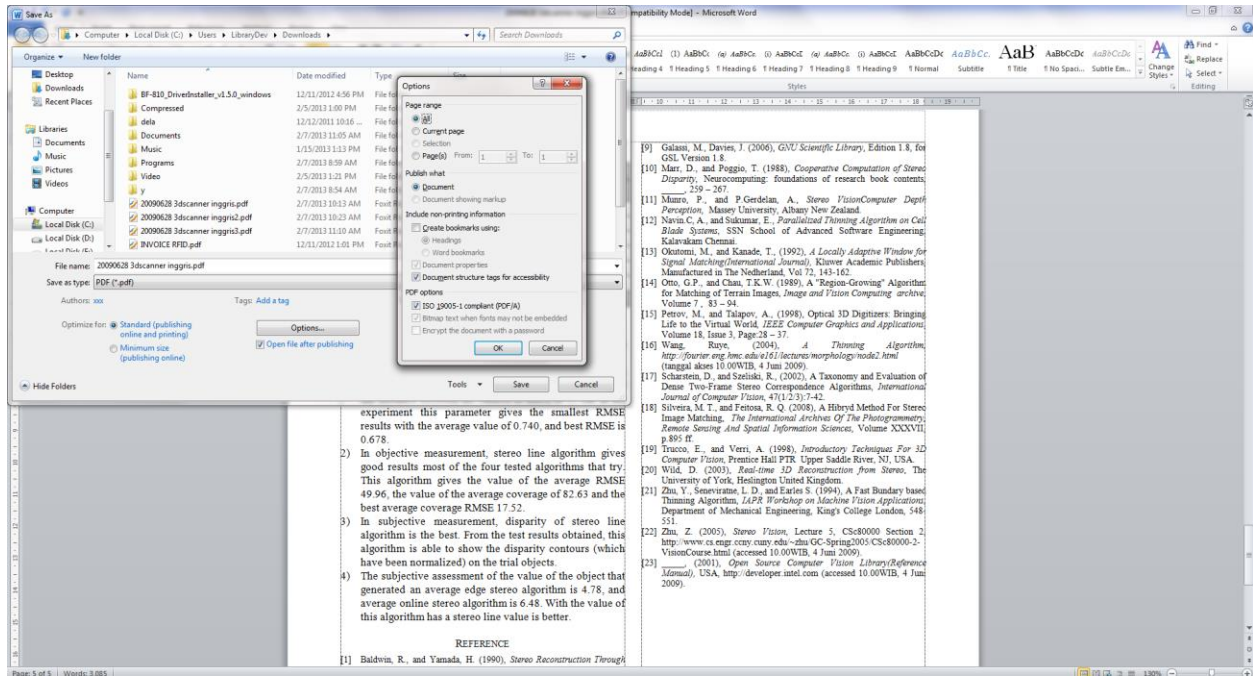 Save As
mpatibility Mode] - Microsoft Word
Computer ▸ Local Disk (C:) ▸ Users ▸ LibraryDev ▸ Downloads ▸
Search Downloads
Organize
New folder
Desktop
Downloads
Recent Places
Libraries
Documents
Music
Pictures
Videos
Computer
Local Disk (C:)
Local Disk (D:)
Name Date modified Type
BF-810_DriverInstaller_v1.5.0_windows 12/11/2012 4:56 PM File fo
Compressed 2/5/2013 1:00 PM File fo
dela 12/12/2011 10:16 ... File fo
Documents 2/7/2013 11:05 AM File fo
Music 1/15/2013 1:13 PM File fo
Programs 2/7/2013 8:59 AM File fo
Video 2/5/2013 1:21 PM File fo
y 2/7/2013 8:54 AM File fo
20090628 3dscanner inggris.pdf 2/7/2013 10:13 AM Foxit R
20090628 3dscanner inggris2.pdf 2/7/2013 10:23 AM Foxit R
20090628 3dscanner inggris3.pdf 2/7/2013 11:10 AM Foxit R
INVOICE RFID.pdf 12/11/2012 1:01 PM Foxit R
File name: 20090628 3dscanner inggris.pdf
Save as type: PDF (*.pdf)
Authors: xxx
Tags: Add a tag
Optimize for: Standard (publishing
online and printing)
Minimum size
(publishing online)
Options...
Open file after publishing
Hide Folders
Tools
Save
Cancel
Options
Page range
All
Current page
Selection
Page(s) From: 1 To: 1
Publish what
Document
Document showing markup
Include non-printing information
Create bookmarks using:
Headings
Word bookmarks
Document properties
Document structure tags for accessibility
PDF options
ISO 19005-1 compliant (PDF/A)
Bitmap text when fonts may not be embedded
Encrypt the document with a password
OK
Cancel
AaBbCcI (1) AaBbCc (a) AaBbCc (i) AaBbCcI (a) AaBbCc (i) AaBbCcI AaBbCcDc AaBbCc. AaB AaBbCcDc AaBbCcDc
Heading 4 ¶ Heading 5 ¶ Heading 6 ¶ Heading 7 ¶ Heading 8 ¶ Heading 9 ¶ Normal Subtitle ¶ Title ¶ No Spaci... Subtle Em...
Change
Styles
Find
Replace
Select
Styles
Editing
experiment this parameter gives the smallest RMSE
results with the average value of 0.740, and best RMSE is
0.678.
2) In objective measurement, stereo line algorithm gives
good results most of the four tested algorithms that try.
This algorithm gives the value of the average RMSE
49.96, the value of the average coverage of 82.63 and the
best average coverage RMSE 17.52.
3) In subjective measurement, disparity of stereo line
algorithm is the best. From the test results obtained, this
algorithm is able to show the disparity contours (which
have been normalized) on the trial objects.
4) The subjective assessment of the value of the object that
generated an average edge stereo algorithm is 4.78, and
average online stereo algorithm is 6.48. With the value of
this algorithm has a stereo line value is better.
REFERENCE
[1] Baldwin, R., and Yamada, H. (1990), Stereo Reconstruction Through
[9] Galassi, M., Davies, J. (2006), GNU Scientific Library, Edition 1.8, for
GSL Version 1.8.
[10] Marr, D., and Poggio, T. (1988), Cooperative Computation of Stereo
Disparity, Neurocomputing: foundations of research book contents,
_____, 259 – 267.
[11] Munro, P., and P.Gerdelan, A., Stereo VisionComputer Depth
Perception, Massey University, Albany New Zealand.
[12] Navin.C, A., and Sukumar, E., Parallelized Thinning Algorithm on Cell
Blade Systems, SSN School of Advanced Software Engineering,
Kalavakam Chennai.
[13] Okutomi, M., and Kanade, T., (1992), A Locally Adaptive Window for
Signal Matching(International Journal), Kluwer Academic Publishers,
Manufactured in The Nedherland, Vol 72, 143-162.
[14] Otto, G.P., and Chau, T.K.W. (1989), A "Region-Growing" Algorithm
for Matching of Terrain Images, Image and Vision Computing archive,
Volume 7 , 83 – 94.
[15] Petrov, M., and Talapov, A., (1998), Optical 3D Digitizers: Bringing
Life to the Virtual World, IEEE Computer Graphics and Applications,
Volume 18, Issue 3, Page:28 – 37.
[16] Wang, Ruye, (2004), A Thinning Algorithm,
http://fourier.eng.hmc.edu/e161/lectures/morphology/node2.html
(tanggal akses 10.00WIB, 4 Juni 2009).
[17] Scharstein, D., and Szeliski, R., (2002), A Taxonomy and Evaluation of
Dense Two-Frame Stereo Correspondence Algorithms, International
Journal of Computer Vision, 47(1/2/3):7-42.
[18] Silveira, M. T., and Feitosa, R. Q. (2008), A Hibryd Method For Stereo
Image Matching, The International Archives Of The Photogrammetry,
Remote Sensing And Spatial Information Sciences, Volume XXXVII,
p.895 ff.
[19] Trucco, E., and Verri, A. (1998), Introductory Techniques For 3D
Computer Vision, Prentice Hall PTR Upper Saddle River, NJ, USA.
[20] Wild, D. (2003), Real-time 3D Reconstruction from Stereo, The
University of York, Heslington United Kingdom.
[21] Zhu, Y., Seneviratne, L. D., and Earles S. (1994), A Fast Bundary based
Thinning Algorithm, IAPR Workshop on Machine Vision Applications,
Department of Mechanical Engineering, King's College London, 548-
551.
[22] Zhu, Z. (2005), Stereo Vision, Lecture 5, CSc80000 Section 2,
http://www.cs.engr.ccny.cuny.edu/~zhu/GC-Spring2005/CSc80000-2-
VisionCourse.html (accessed 10.00WIB, 4 Juni 2009).
[23] _____, (2001), Open Source Computer Vision Library(Reference
Manual), USA, http://developer.intel.com (accessed 10.00WIB, 4 Juni
2009).
Page: 5 of 5 Words: 3,085
130%